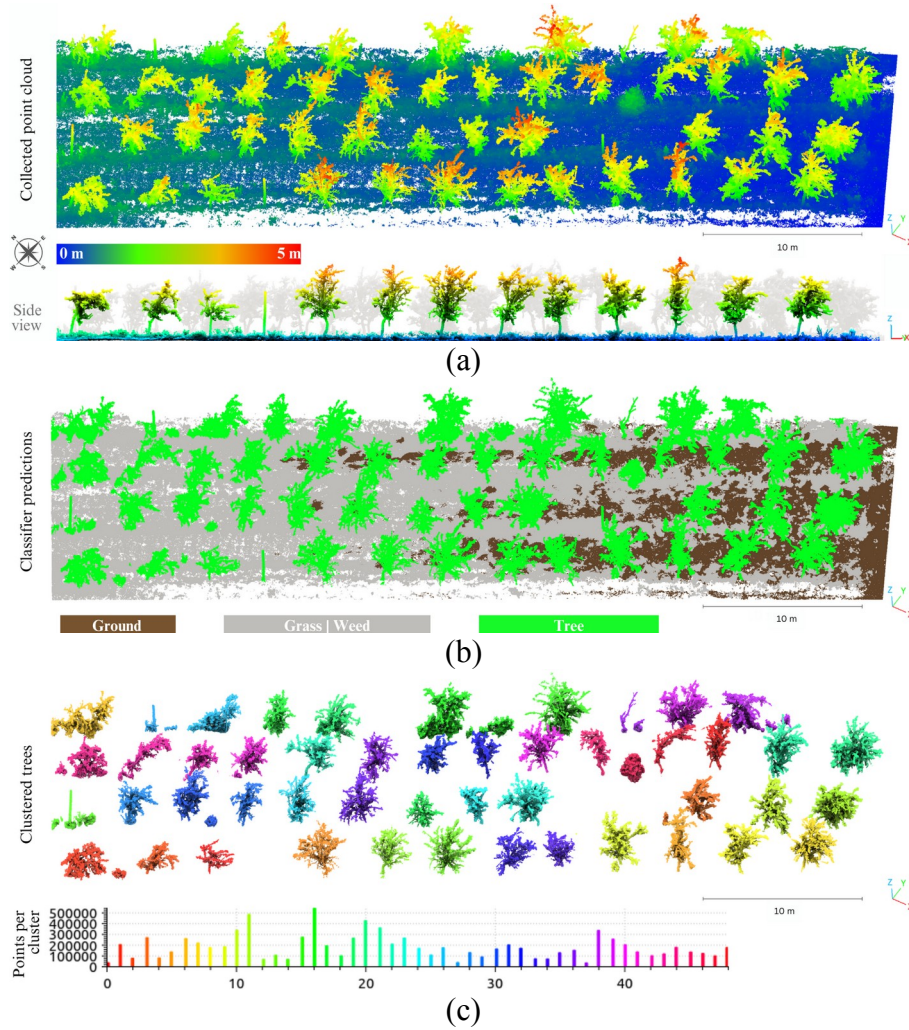 Collected point cloud
Z
Y
X
10 m
N
E
W
S
0 m
5 m
Side
view
Z
X
(a)
Classifier predictions
Z
Y
10 m
Ground
Grass | Weed
Tree
(b)
Clustered trees
Z
Y
10 m
Points per
cluster
500000
400000
300000
200000
100000
0
0
10
20
30
40
(c)